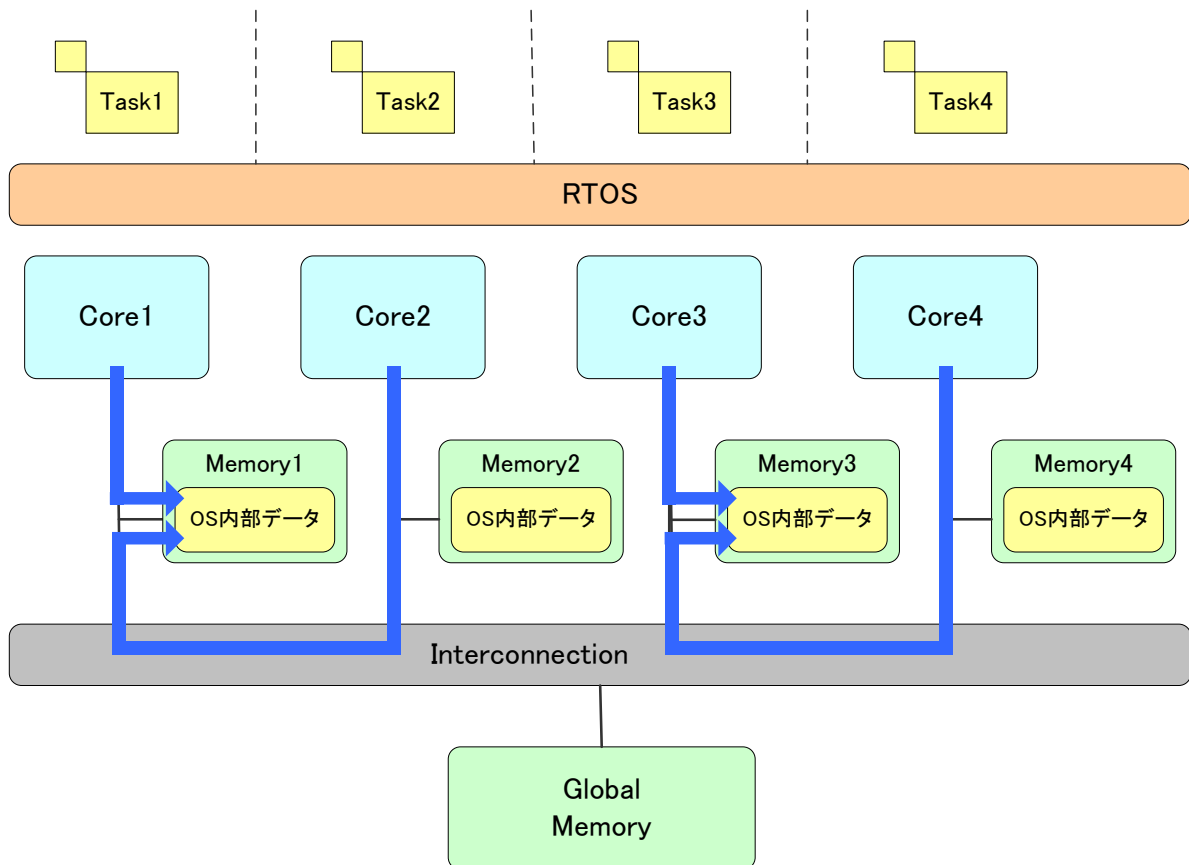 Task1
Task2
Task3
Task4
RTOS
Core1
Core2
Core3
Core4
Memory1
Memory2
Memory3
Memory4
OS内部データ
OS内部データ
OS内部データ
OS内部データ
Interconnection
Global
Memory